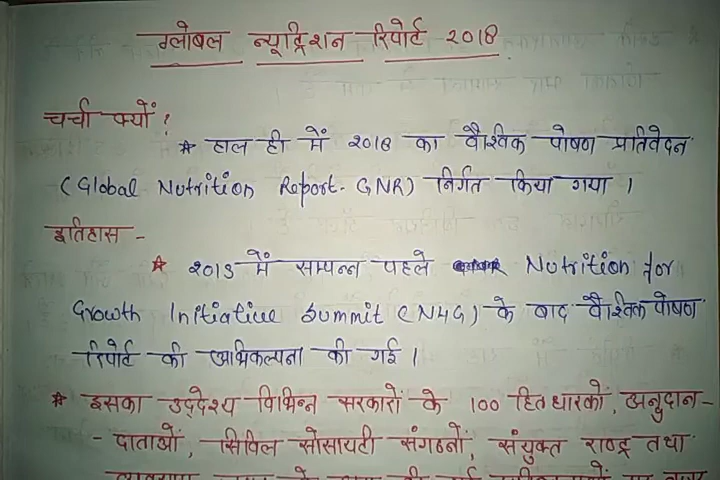 ग्लोबल न्यूट्रिशन रिपोर्ट 2018
चर्चा क्यों?
* हाल ही में 2018 का वैश्विक पोषण प्रतिवेदन
(Global Nutrition Report - GNR) निर्गत किया गया ।
इतिहास -
* 2013 में सम्पन्न पहले Nutrition for
Growth Initiative Summit (N4G) के बाद वैश्विक पोषण
रिपोर्ट की अभिकल्पना की गई ।
* इसका उद्देश्य विभिन्न सरकारों के 100 हितधारकों, अनुदान-
- दाताओं, सिविल सोसायटी संगठनों, संयुक्त राष्ट्र तथा